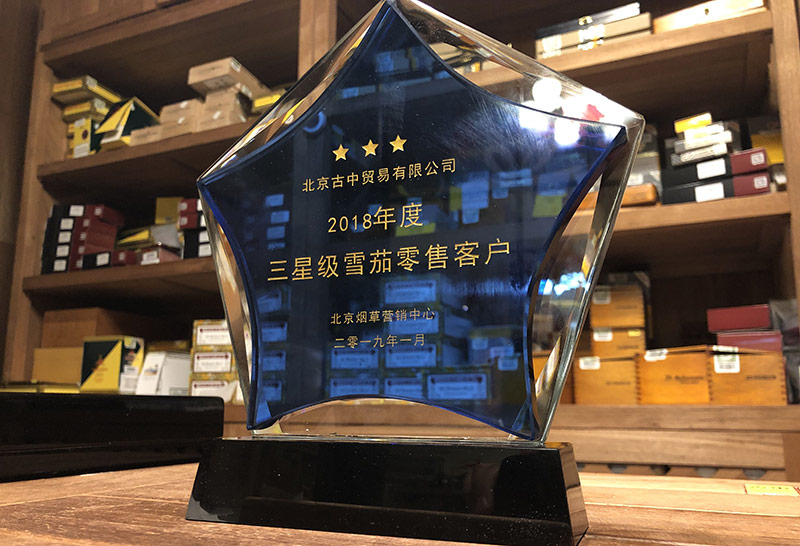 北京古中贸易有限公司
2018年度
三星级雪茄零售客户
北京烟草营销中心
二零一九年一月